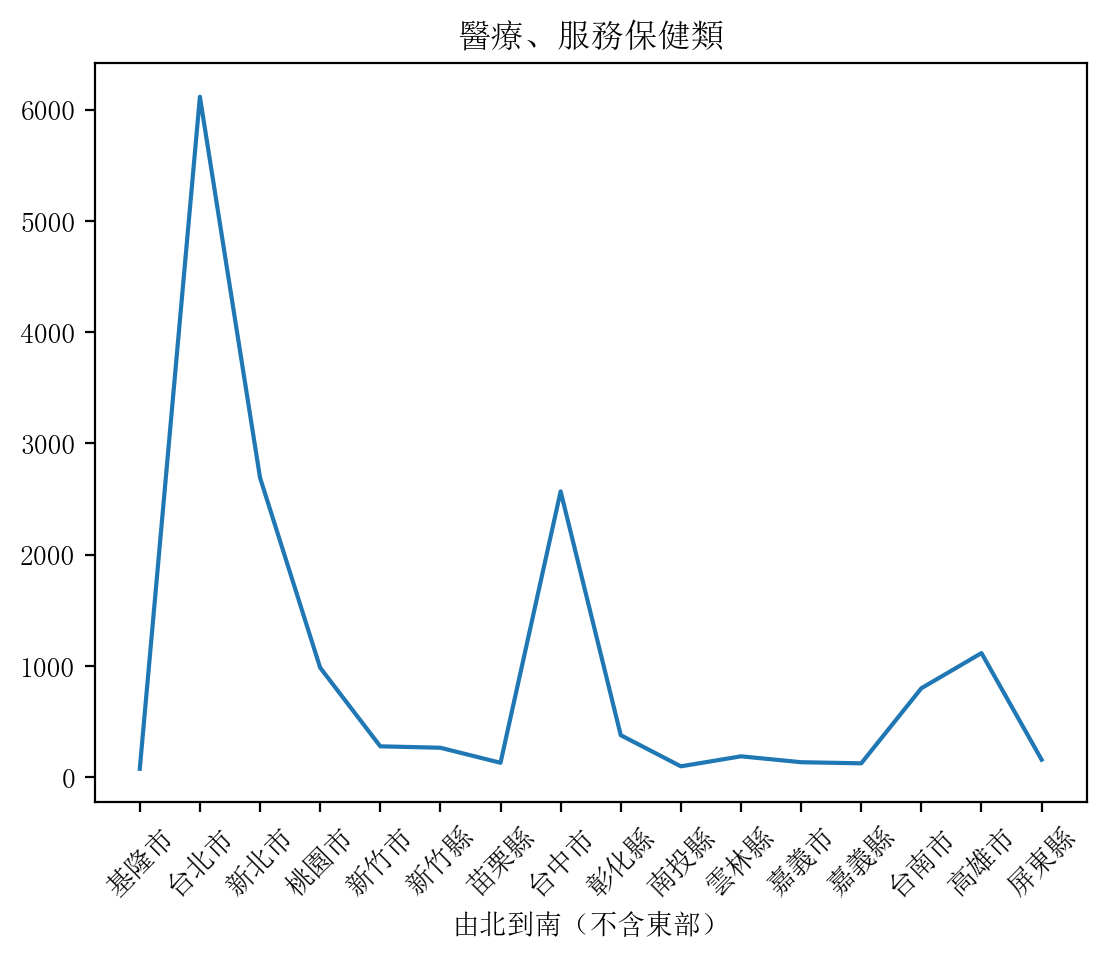 醫療、服務保健類
6000
5000
4000
3000
2000
1000
0
基隆市
台北市
新北市
桃園市
新竹市
新竹縣
苗栗縣
台中市
彰化縣
南投縣
雲林縣
嘉義市
嘉義縣
台南市
高雄市
屏東縣
由北到南（不含東部）